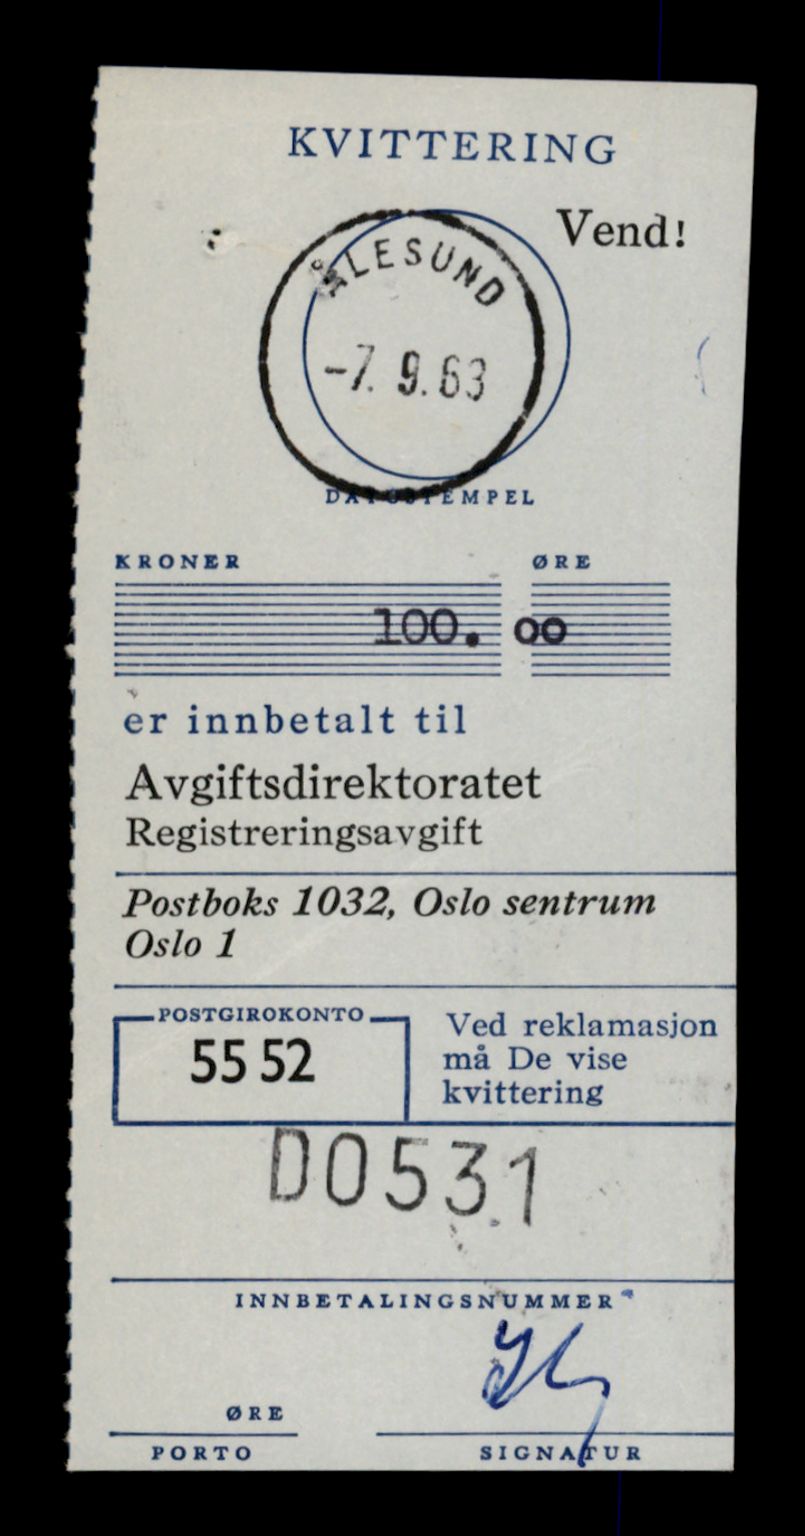 KVITTERING
Vend!
ÅLESUND
-7. 9. 63
DATOSTEMPEL
KRONER ØRE
100. 00
er innbetalt til
Avgiftsdirektoratet
Registreringsavgift
Postboks 1032, Oslo sentrum
Oslo 1
POSTGIROKONTO
55 52
Ved reklamasjon
må De vise
kvittering
D0531
INNBETALINGSNUMMER
ØRE
PORTO
SIGNATUR